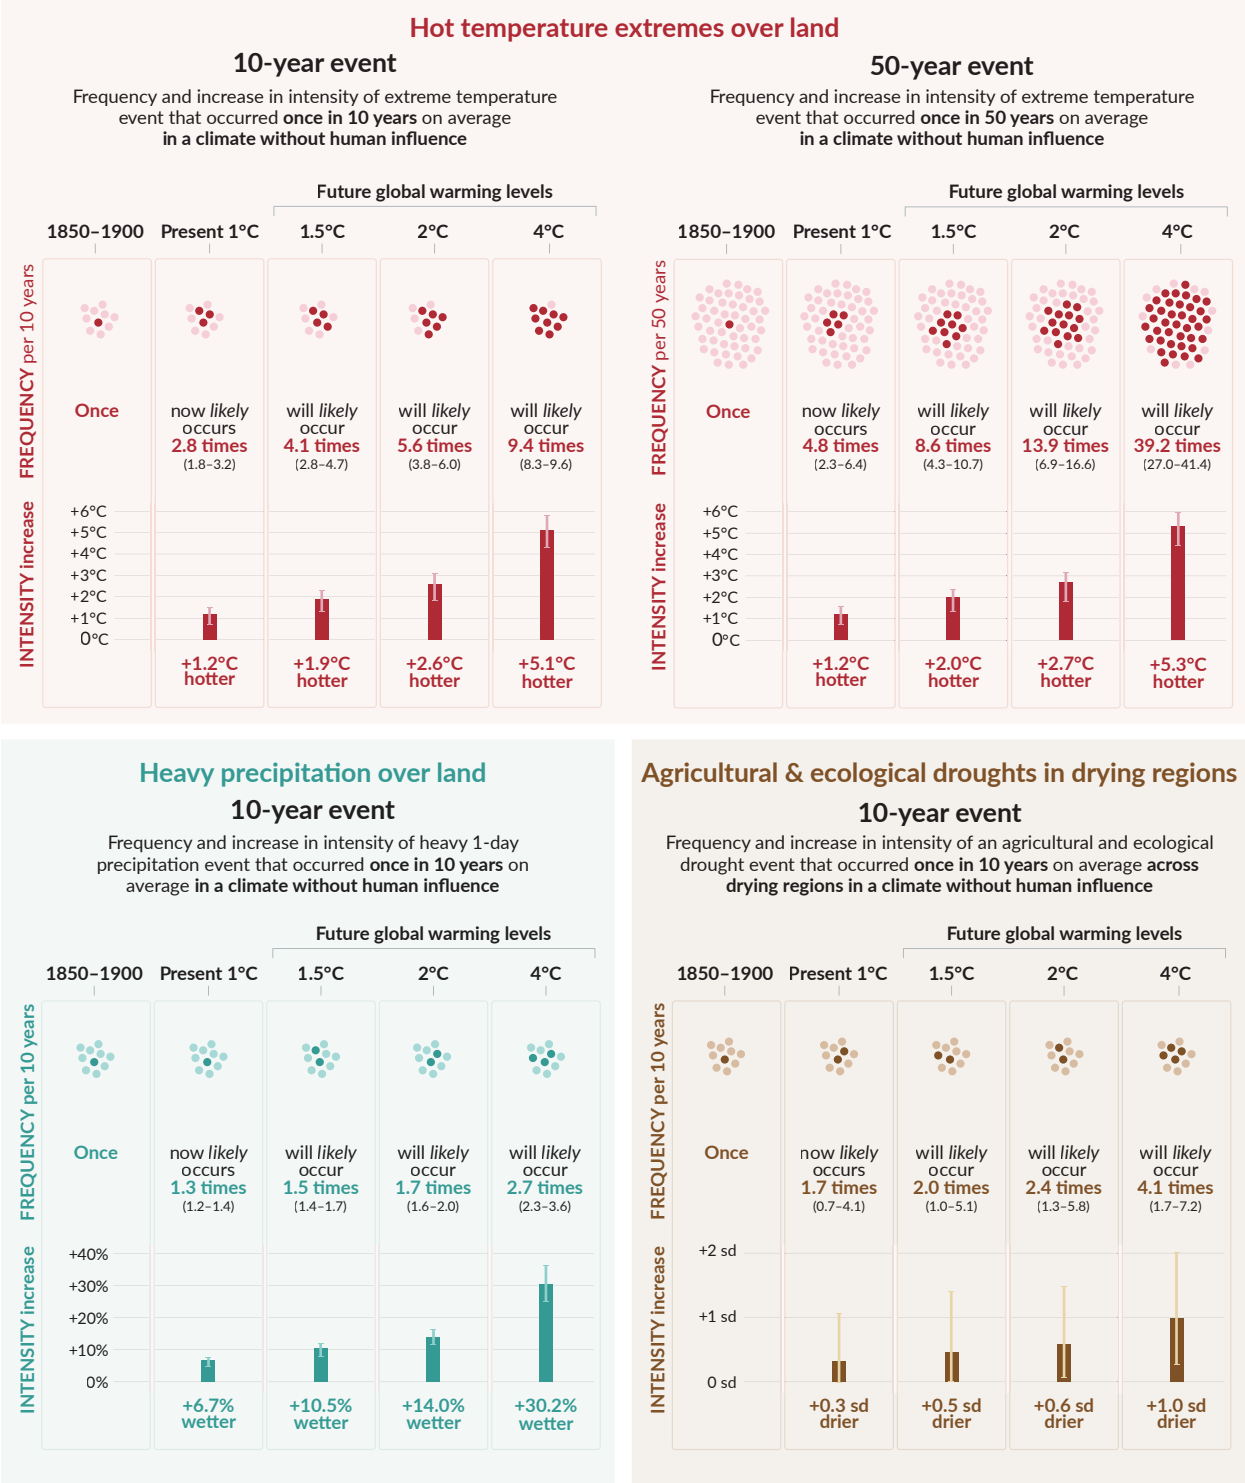 Hot temperature extremes over land
10-year event
Frequency and increase in intensity of extreme temperature
event that occurred once in 10 years on average
in a climate without human influence
Future global warming levels
1850–1900 Present 1°C 1.5°C 2°C 4°C
FREQUENCY per 10 years
Once
now likely
occurs
2.8 times
(1.8–3.2)
will likely
occur
4.1 times
(2.8–4.7)
will likely
occur
5.6 times
(3.8–6.0)
will likely
occur
9.4 times
(8.3–9.6)
INTENSITY increase
+6°C
+5°C
+4°C
+3°C
+2°C
+1°C
0°C
+1.2°C
hotter
+1.9°C
hotter
+2.6°C
hotter
+5.1°C
hotter
50-year event
Frequency and increase in intensity of extreme temperature
event that occurred once in 50 years on average
in a climate without human influence
Future global warming levels
1850–1900 Present 1°C 1.5°C 2°C 4°C
FREQUENCY per 50 years
Once
now likely
occurs
4.8 times
(2.3–6.4)
will likely
occur
8.6 times
(4.3–10.7)
will likely
occur
13.9 times
(6.9–16.6)
will likely
occur
39.2 times
(27.0–41.4)
INTENSITY increase
+6°C
+5°C
+4°C
+3°C
+2°C
+1°C
0°C
+1.2°C
hotter
+2.0°C
hotter
+2.7°C
hotter
+5.3°C
hotter
Heavy precipitation over land
10-year event
Frequency and increase in intensity of heavy 1-day
precipitation event that occurred once in 10 years on
average in a climate without human influence
Future global warming levels
1850–1900 Present 1°C 1.5°C 2°C 4°C
FREQUENCY per 10 years
Once
now likely
occurs
1.3 times
(1.2–1.4)
will likely
occur
1.5 times
(1.4–1.7)
will likely
occur
1.7 times
(1.6–2.0)
will likely
occur
2.7 times
(2.3–3.6)
INTENSITY increase
+40%
+30%
+20%
+10%
0%
+6.7%
wetter
+10.5%
wetter
+14.0%
wetter
+30.2%
wetter
Agricultural & ecological droughts in drying regions
10-year event
Frequency and increase in intensity of an agricultural and ecological
drought event that occurred once in 10 years on average across
drying regions in a climate without human influence
Future global warming levels
1850–1900 Present 1°C 1.5°C 2°C 4°C
FREQUENCY per 10 years
Once
now likely
occurs
1.7 times
(0.7–4.1)
will likely
occur
2.0 times
(1.0–5.1)
will likely
occur
2.4 times
(1.3–5.8)
will likely
occur
4.1 times
(1.7–7.2)
INTENSITY increase
+2 sd
+1 sd
0 sd
+0.3 sd
drier
+0.5 sd
drier
+0.6 sd
drier
+1.0 sd
drier